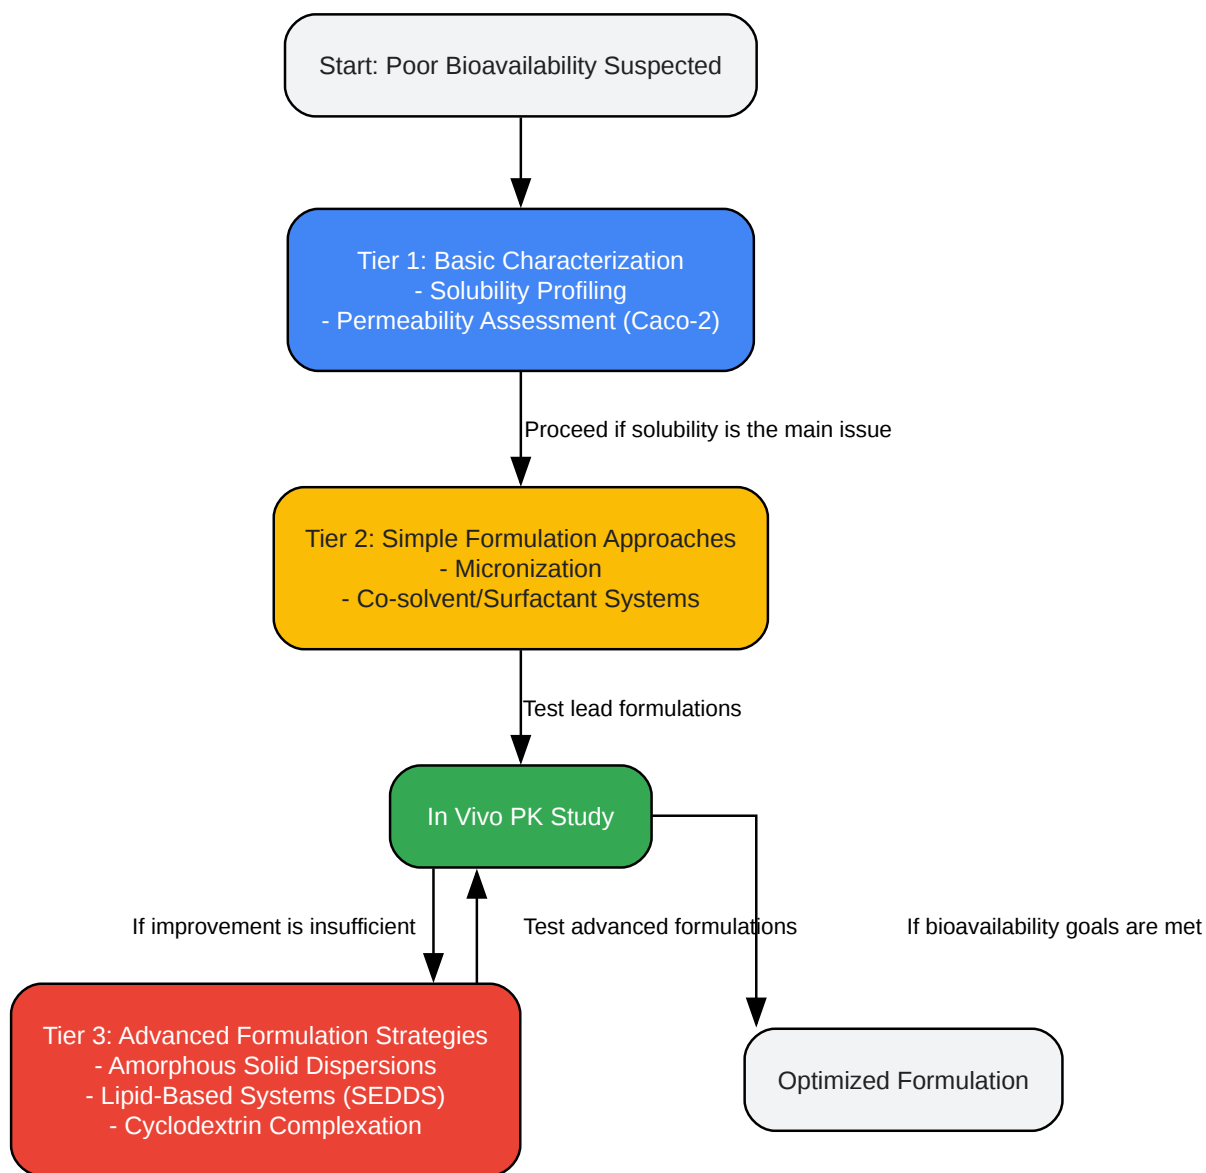 Start: Poor Bioavailability Suspected
Tier 1: Basic Characterization
- Solubility Profiling
- Permeability Assessment (Caco-2)
Proceed if solubility is the main issue
Tier 2: Simple Formulation Approaches
- Micronization
- Co-solvent/Surfactant Systems
Test lead formulations
In Vivo PK Study
If improvement is insufficient
Test advanced formulations
If bioavailability goals are met
Tier 3: Advanced Formulation Strategies
- Amorphous Solid Dispersions
- Lipid-Based Systems (SEDDS)
- Cyclodextrin Complexation
Optimized Formulation